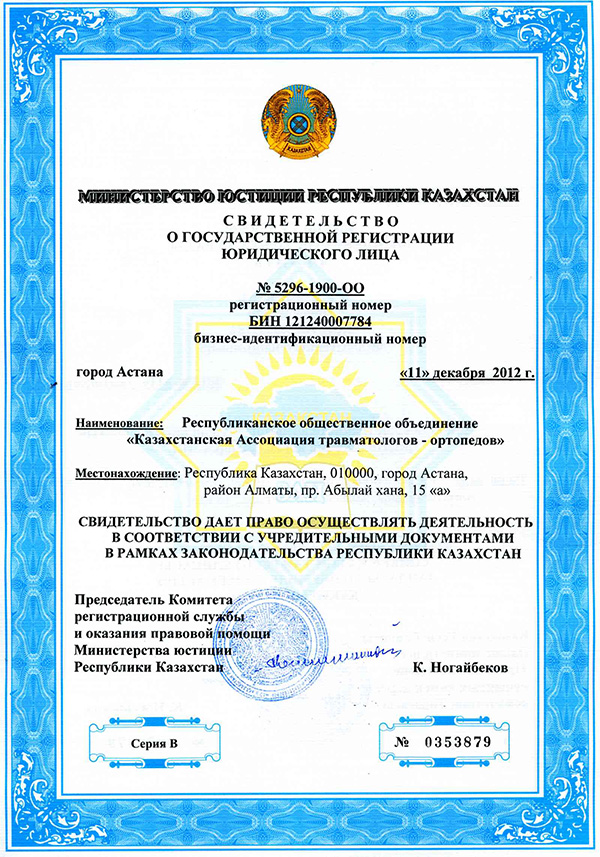 МИНИСТЕРСТВО ЮСТИЦИИ РЕСПУБЛИКИ КАЗАХСТАН
СВИДЕТЕЛЬСТВО
О ГОСУДАРСТВЕННОЙ РЕГИСТРАЦИИ
ЮРИДИЧЕСКОГО ЛИЦА
№ 5296-1900-ОО
регистрационный номер
БИН 121240007784
бизнес-идентификационный номер
город Астана «11» декабря 2012 г.
КАЗАХСТАН
Наименование: Республиканское общественное объединение
«Казахстанская Ассоциация травматологов - ортопедов»
Местонахождение: Республика Казахстан, 010000, город Астана,
район Алматы, пр. Абылай хана, 15 «а»
СВИДЕТЕЛЬСТВО ДАЕТ ПРАВО ОСУЩЕСТВЛЯТЬ ДЕЯТЕЛЬНОСТЬ
В СООТВЕТСТВИИ С УЧРЕДИТЕЛЬНЫМИ ДОКУМЕНТАМИ
В РАМКАХ ЗАКОНОДАТЕЛЬСТВА РЕСПУБЛИКИ КАЗАХСТАН
Председатель Комитета
регистрационной службы
и оказания правовой помощи
Министерства юстиции
Республики Казахстан К. Ногайбеков
Серия В № 0353879